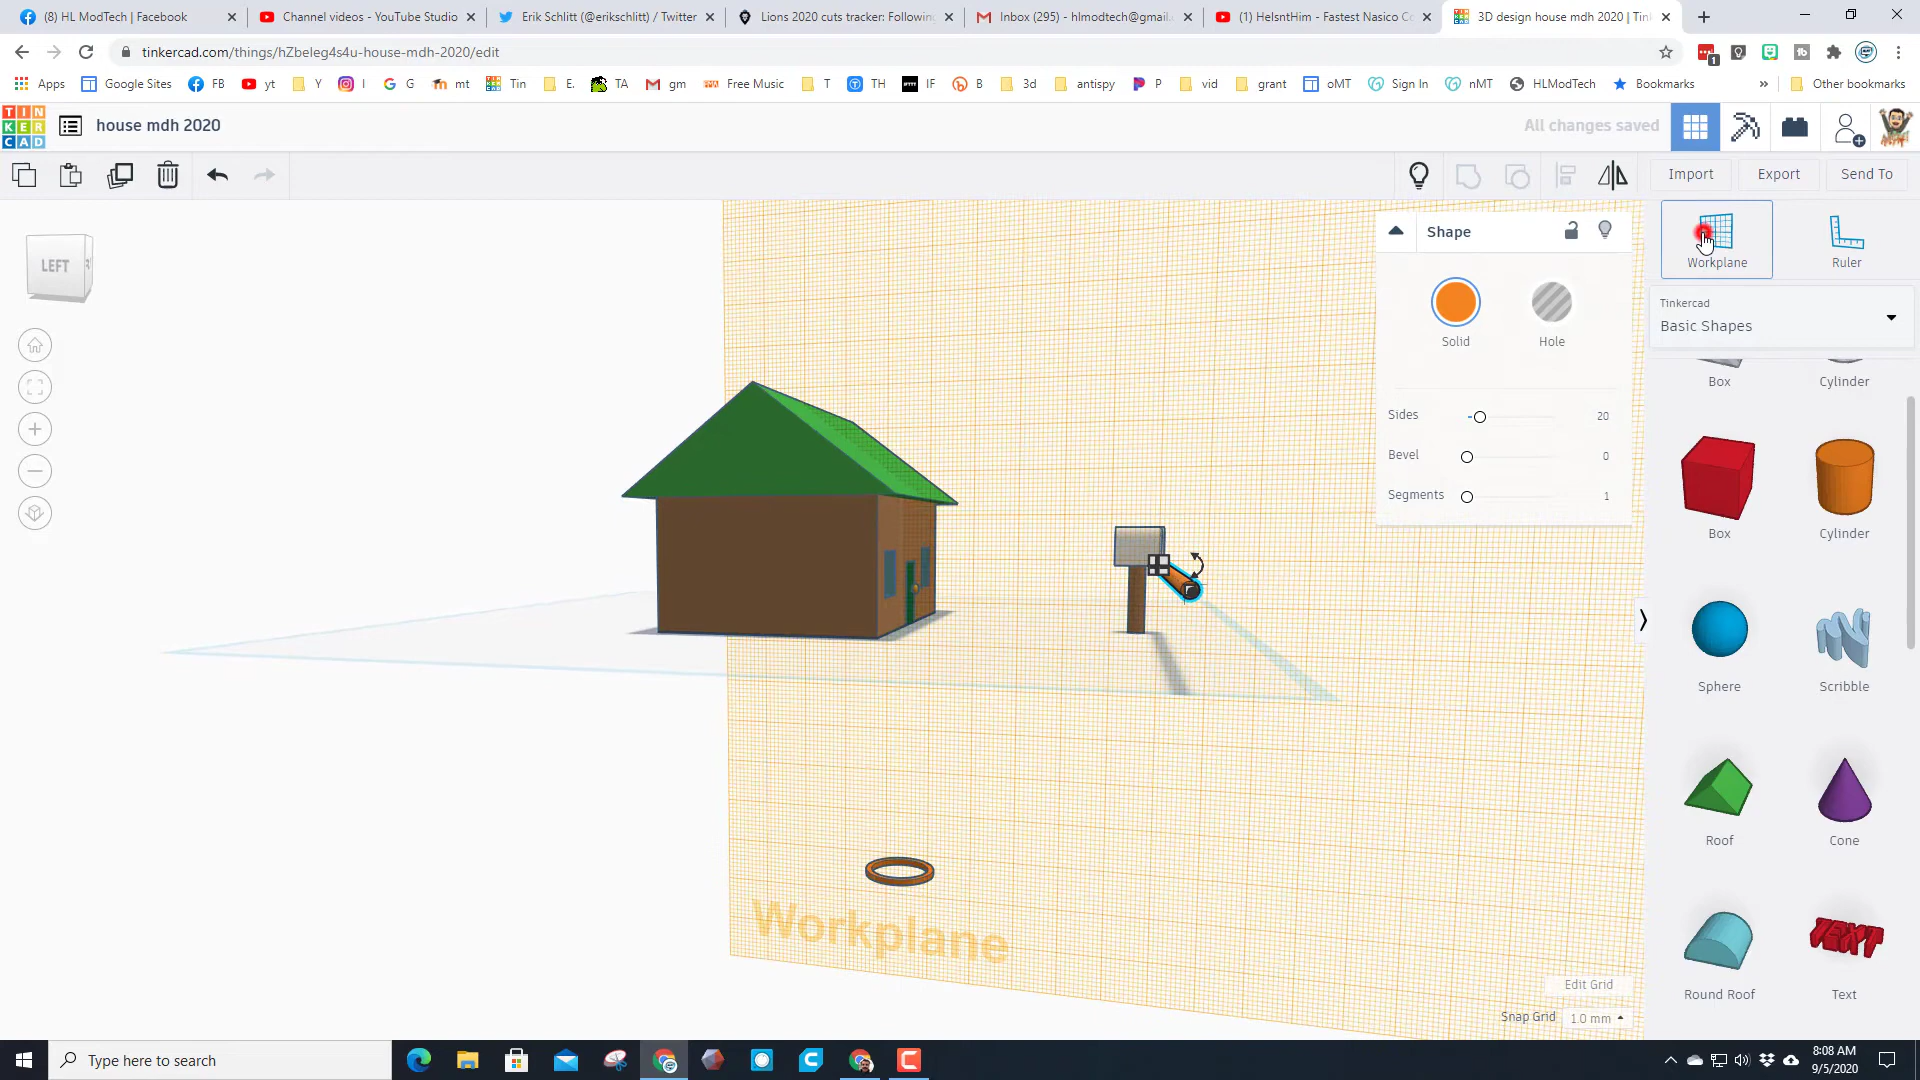 (8) HL ModTech | Facebook
Channel videos - YouTube Studio
Erik Schlitt (@erikschlitt) / Twitter
Lions 2020 cuts tracker: Following
Inbox (295) - hlmodtech@gmail.
(1) HeIsntHim - Fastest Nasico Co
3D design house mdh 2020 | Tin
tinkercad.com/things/hZbeleg4s4u-house-mdh-2020/edit
1
Apps
Google Sites
FB
yt
Y
I
G
mt
Tin
E.
TA
gm
Free Music
T
TH
IF
B
3d
antispy
P
vid
grant
oMT
Sign In
nMT
HLModTech
Bookmarks
»
Other bookmarks
TINKERCAD
house mdh 2020
All changes saved
Import
Export
Send To
LEFT
Shape
Solid
Hole
Sides
20
Bevel
0
Segments
1
Workplane
Ruler
Tinkercad
Basic Shapes
Box
Cylinder
Box
Cylinder
Sphere
Scribble
Roof
Cone
Round Roof
TEXT
Text
Workplane
Edit Grid
Snap Grid
1.0 mm
Type here to search
8:08 AM
9/5/2020